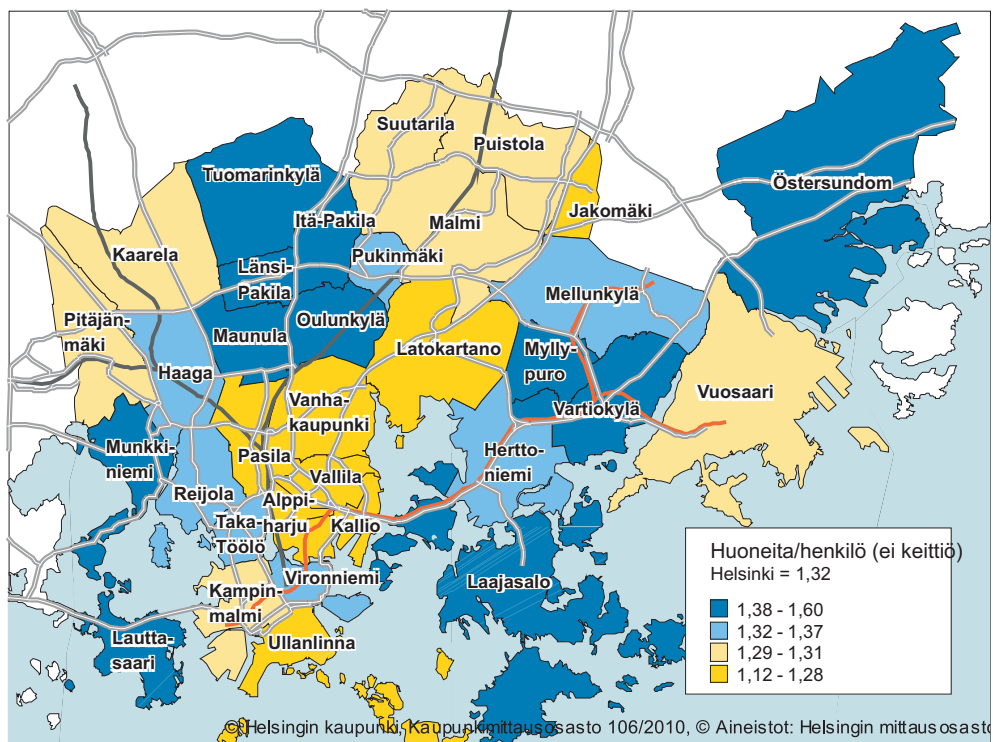 Suutarila
Puistola
Tuomarinkylä
Östersundom
Jakomäki
Itä-Pakila
Malmi
Kaarela
Pukinmäki
Länsi-
Pakila
Mellunkylä
Pitäjän-
mäki
Oulunkylä
Maunula
Latokartano
Mylly-
puro
Haaga
Vuosaari
Vanha-
kaupunki
Vartiokylä
Munkki-
niemi
Pasila
Hertto-
niemi
Vallila
Reijola
Alppi-
harju
Taka-
Töölö
Kallio
Vironniemi
Laajasalo
Kampin-
malmi
Lautta-
saari
Ullanlinna
Huoneita/henkilö (ei keittiö)
Helsinki = 1,32
1,38 - 1,60
1,32 - 1,37
1,29 - 1,31
1,12 - 1,28
© Helsingin kaupunki, Kaupunkimittausosasto 106/2010, © Aineistot: Helsingin mittausosasto